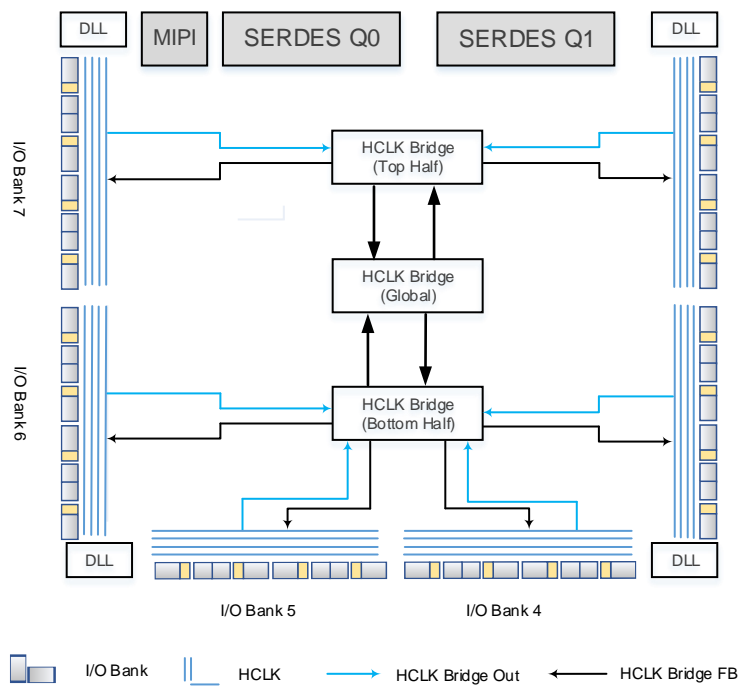 DLL
MIPI
SERDES Q0
SERDES Q1
DLL
I/O Bank 7
HCLK Bridge
(Top Half)
HCLK Bridge
(Global)
I/O Bank 6
HCLK Bridge
(Bottom Half)
DLL
DLL
I/O Bank 5
I/O Bank 4
I/O Bank
HCLK
HCLK Bridge Out
HCLK Bridge FB